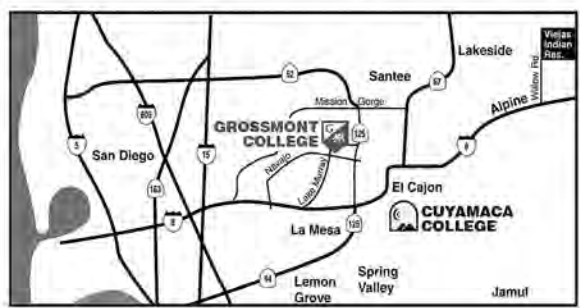 Viejas
Indian
Res.
Lakeside
Willow Rd.
52
Santee
67
Alpine
Mission Gorge
805
GROSSMONT
COLLEGE
G
125
5
San Diego
15
8
Navajo
163
Lake Murray
El Cajon
CUYAMACA
COLLEGE
8
La Mesa
125
94
Lemon
Grove
Spring
Valley
Jamul